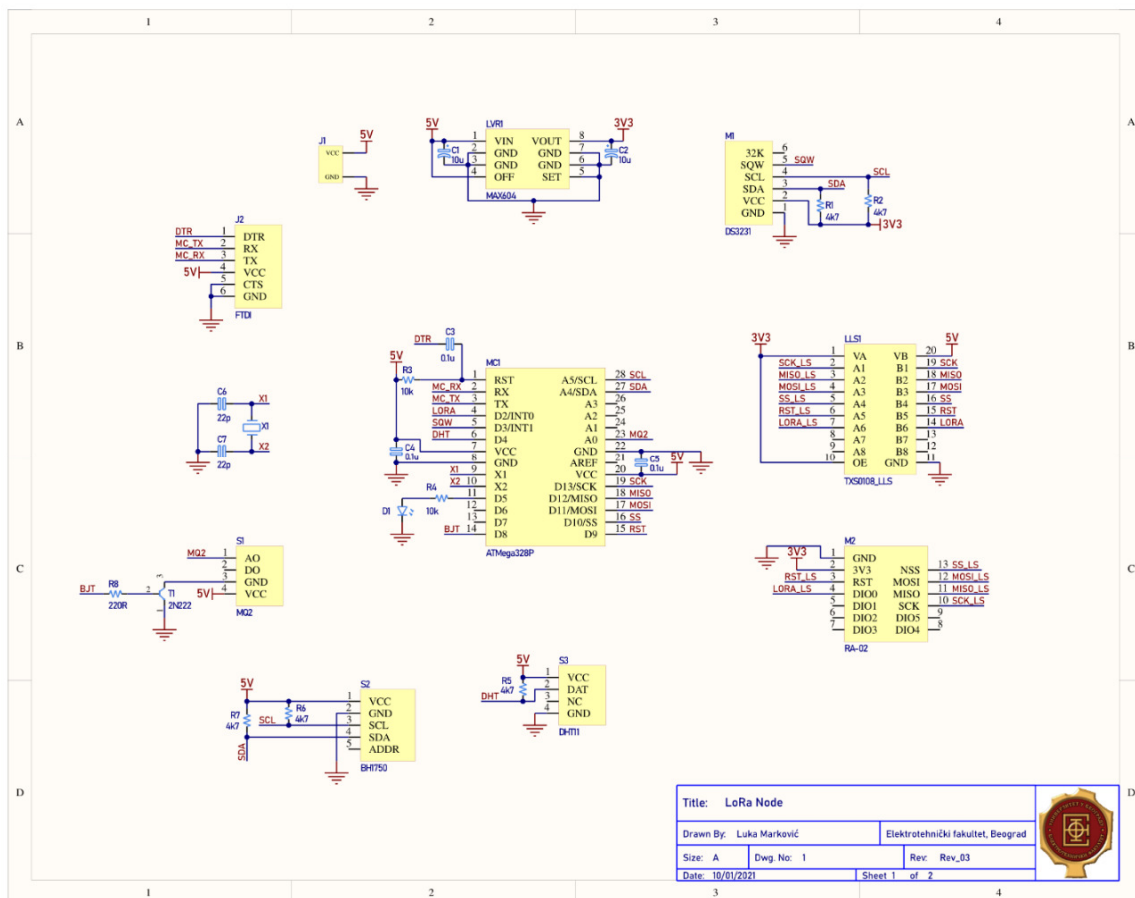 1 2 3 4
A A
B B
C C
D D
1 2 3 4
J1
VCC 5V
GND
LVR1
5V 3V3
1 VIN VOUT 8
2 GND GND 7
3 GND GND 6
4 OFF SET 5
C1
10u
C2
10u
MAX604
M1
32K 6
SQW 5 SQW
SCL 4 SCL
SDA 3 SDA
VCC 2
GND 1
R1
4k7
R2
4k7
3V3
DS3231
J2
DTR 1 DTR
MC_TX 2 RX
MC_RX 3 TX
5V 4 VCC
5 CTS
6 GND
FTDI
C3
DTR
0.1u
5V
R3
10k
MC1
1 RST A5/SCL 28 SCL
MC_RX 2 RX A4/SDA 27 SDA
MC_TX 3 TX A3 26
LORA 4 D2/INT0 A2 25
SQW 5 D3/INT1 A1 24
DHT 6 D4 A0 23 MQ2
7 VCC GND 22
8 GND AREF 21
X1 9 X1 VCC 20
X2 10 X2 D13/SCK 19 SCK
11 D5 D12/MISO 18 MISO
12 D6 D11/MOSI 17 MOSI
13 D7 D10/SS 16 SS
BJT 14 D8 D9 15 RST
C4
0.1u
C5
0.1u
5V
R4
10k
D1
ATMega328P
LLS1
3V3 5V
1 VA VB 20
SCK_LS 2 A1 B1 19 SCK
MISO_LS 3 A2 B2 18 MISO
MOSI_LS 4 A3 B3 17 MOSI
SS_LS 5 A4 B4 16 SS
RST_LS 6 A5 B5 15 RST
LORA_LS 7 A6 B6 14 LORA
8 A7 B7 13
9 A8 B8 12
10 OE GND 11
TXS0108_LLS
C6
22p
X1
X1
X2
C7
22p
S1
MQ2 1 AO
2 DO
3 GND
5V 4 VCC
MQ2
BJT
R8
220R
2
3
1
T1
2N222
M2
1 GND
3V3 2 3V3 NSS 13 SS_LS
RST_LS 3 RST MOSI 12 MOSI_LS
LORA_LS 4 DIO0 MISO 11 MISO_LS
5 DIO1 SCK 10 SCK_LS
6 DIO2 DIO5 9
7 DIO3 DIO4 8
RA-02
S2
5V
1 VCC
2 GND
SCL 3 SCL
4 SDA
5 ADDR
R7
4k7
R6
4k7
SDA
BH1750
S3
5V
1 VCC
2 DAT
3 NC
4 GND
R5
4k7
DHT
DHT11
Title: LoRa Node
Drawn By: Luka Marković Elektrotehnički fakultet, Beograd
Size: A Dwg. No: 1 Rev: Rev_03
Date: 10/01/2021 Sheet 1 of 2